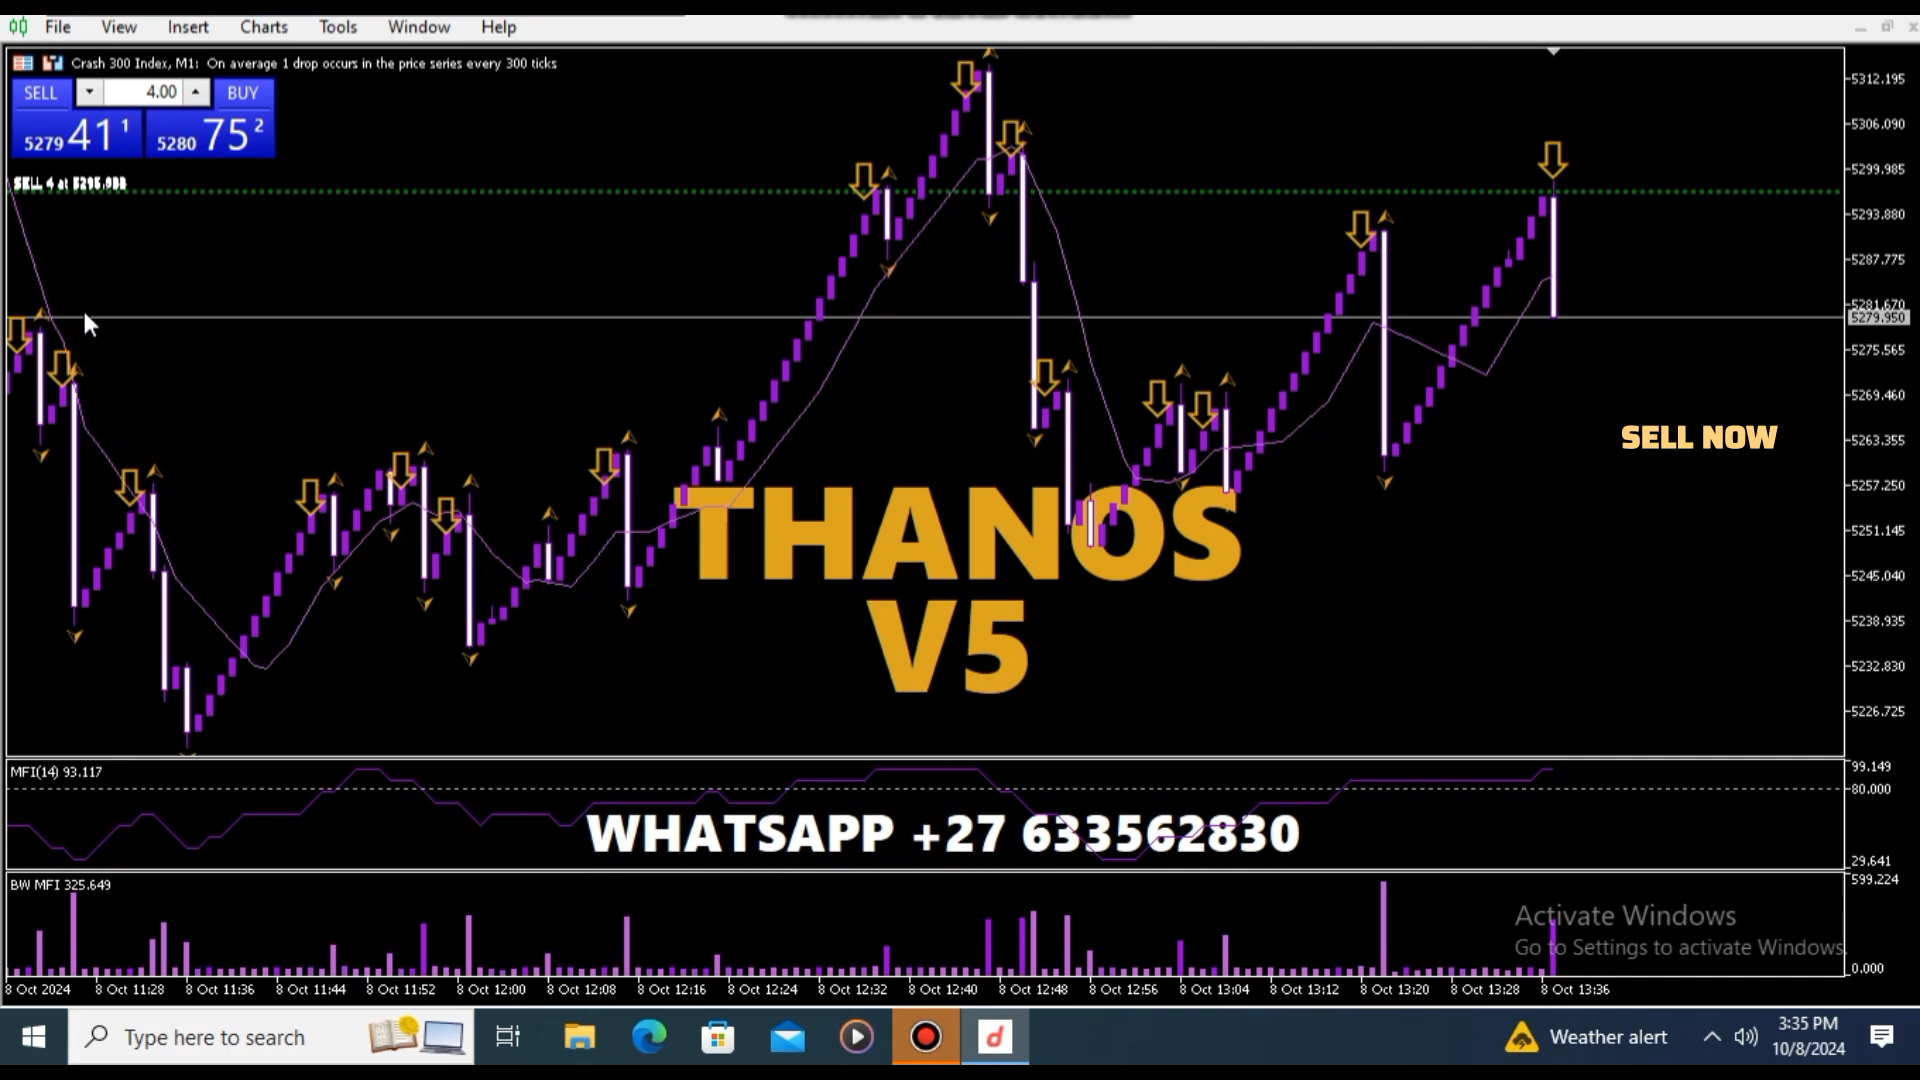 File View Insert Charts Tools Window Help
Crash 300 Index, M1: On average 1 drop occurs in the price series every 300 ticks
SELL 4.00 BUY
5279 41 1 5280 75 2
SELL 4 at
5312.195
5306.090
5299.985
5293.880
5287.775
5281.670
5279.950
5275.565
5269.460
5263.355
5257.250
5251.145
5245.040
5238.935
5232.830
5226.725
SELL NOW
THANOS
V5
MFI(14) 93.117
99.149
80.000
29.641
WHATSAPP +27 633562830
BW MFI 325.649
599.224
0.000
Activate Windows
Go to Settings to activate Windows.
8 Oct 2024 8 Oct 11:28 8 Oct 11:36 8 Oct 11:44 8 Oct 11:52 8 Oct 12:00 8 Oct 12:08 8 Oct 12:16 8 Oct 12:24 8 Oct 12:32 8 Oct 12:40 8 Oct 12:48 8 Oct 12:56 8 Oct 13:04 8 Oct 13:12 8 Oct 13:20 8 Oct 13:28 8 Oct 13:36
Type here to search
Weather alert
3:35 PM
10/8/2024